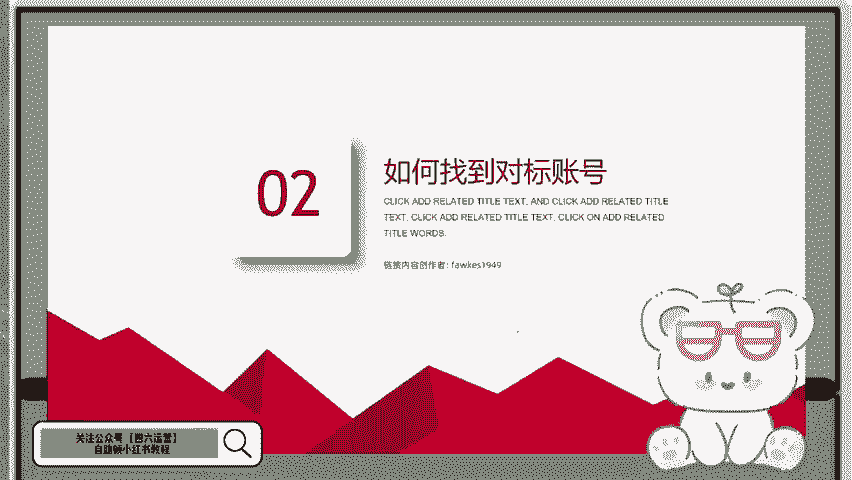 02
如何找到对标账号
CLICK ADD RELATED TITLE TEXT, AND CLICK ADD RELATED TITLE
TEXT, CLICK ADD RELATED TITLE TEXT, CLICK ON ADD RELATED
TITLE WORDS.
链接内容创作者: fawkes1949
关注公众号【四六运营】
自助领小红书教程